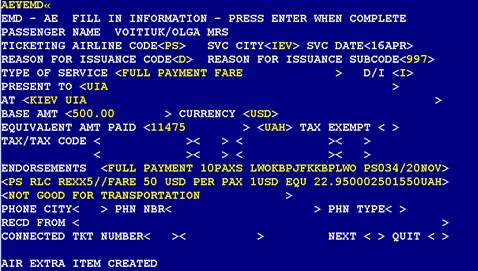 AE¥EMD«
EMD - AE FILL IN INFORMATION - PRESS ENTER WHEN COMPLETE
PASSENGER NAME VOITIUK/OLGA MRS
TICKETING AIRLINE CODE<PS> SVC CITY<IEV> SVC DATE<16APR>
REASON FOR ISSUANCE CODE<D> REASON FOR ISSUANCE SUBCODE<997>
TYPE OF SERVICE <FULL PAYMENT FARE > D/I <I>
PRESENT TO <UIA >
AT <KIEV UIA >
BASE AMT <500.00 > CURRENCY <USD>
EQUIVALENT AMT PAID <11475 > <UAH> TAX EXEMPT < >
TAX/TAX CODE < >< > < >< >
< >< > < >< >
ENDORSEMENTS <FULL PAYMENT 10PAXS LWOKBPJFKKBPLWO PS034/20NOV>
<PS RLC REXX5//FARE 50 USD PER PAX 1USD EQU 22.950002501550UAH>
<NOT GOOD FOR TRANSPORTATION >
PHONE CITY< > PHN NBR< > PHN TYPE< >
RECD FROM < >
CONNECTED TKT NUMBER< >< > NEXT < > QUIT < >
AIR EXTRA ITEM CREATED